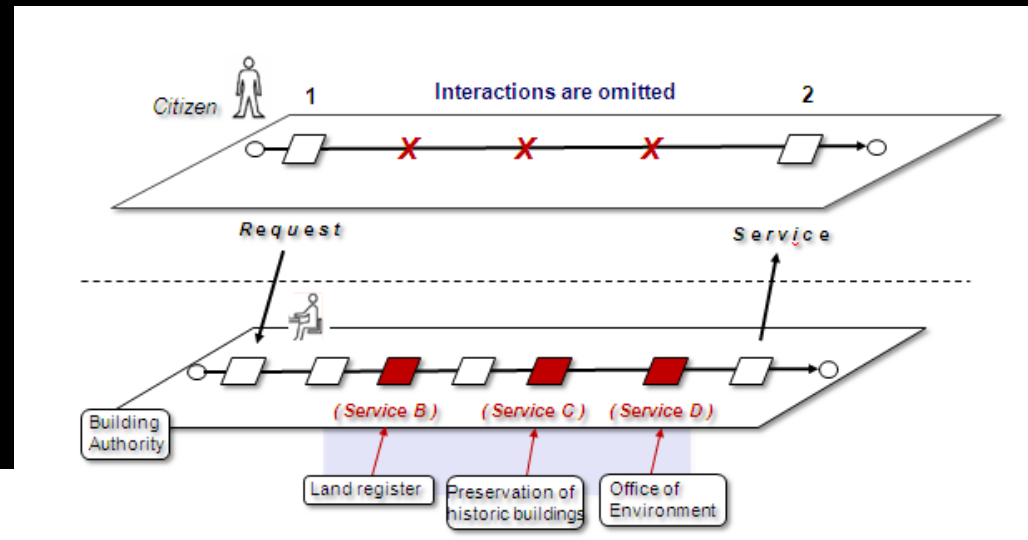 Citizen
1
Interactions are omitted
2
Request
Service
Building
Authority
( Service B )
( Service C )
( Service D )
Land register
Preservation of
historic buildings
Office of
Environment